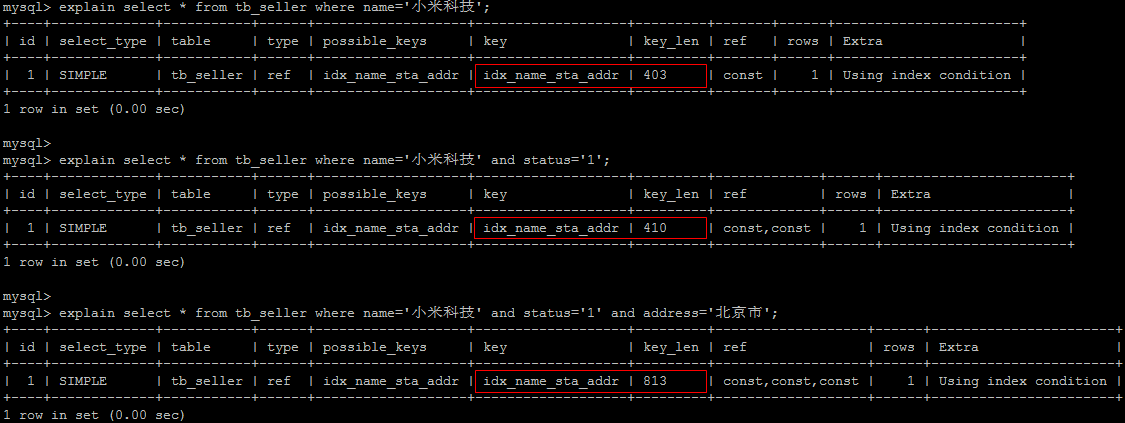 mysql> explain select * from tb_seller where name='小米科技';
+----+-------------+-----------+------+-------------------+-------------------+---------+-------+------+-----------------------+
| id | select_type | table     | type | possible_keys     | key               | key_len | ref   | rows | Extra                 |
+----+-------------+-----------+------+-------------------+-------------------+---------+-------+------+-----------------------+
| 1 | SIMPLE      | tb_seller | ref  | idx_name_sta_addr | idx_name_sta_addr | 403     | const |    1 | Using index condition |
+----+-------------+-----------+------+-------------------+-------------------+---------+-------+------+-----------------------+
1 row in set (0.00 sec)
mysql>
mysql> explain select * from tb_seller where name='小米科技' and status='1';
+----+-------------+-----------+------+-------------------+-------------------+---------+-------------+------+-----------------------+
| id | select_type | table     | type | possible_keys     | key               | key_len | ref         | rows | Extra                 |
+----+-------------+-----------+------+-------------------+-------------------+---------+-------------+------+-----------------------+
| 1 | SIMPLE      | tb_seller | ref  | idx_name_sta_addr | idx_name_sta_addr | 410     | const,const |    1 | Using index condition |
+----+-------------+-----------+------+-------------------+-------------------+---------+-------------+------+-----------------------+
1 row in set (0.00 sec)
mysql>
mysql> explain select * from tb_seller where name='小米科技' and status='1' and address='北京市';
+----+-------------+-----------+------+-------------------+-------------------+---------+-------------------+------+-----------------------+
| id | select_type | table     | type | possible_keys     | key               | key_len | ref               | rows | Extra                 |
+----+-------------+-----------+------+-------------------+-------------------+---------+-------------------+------+-----------------------+
| 1 | SIMPLE      | tb_seller | ref  | idx_name_sta_addr | idx_name_sta_addr | 813     | const,const,const |    1 | Using index condition |
+----+-------------+-----------+------+-------------------+-------------------+---------+-------------------+------+-----------------------+
1 row in set (0.00 sec)